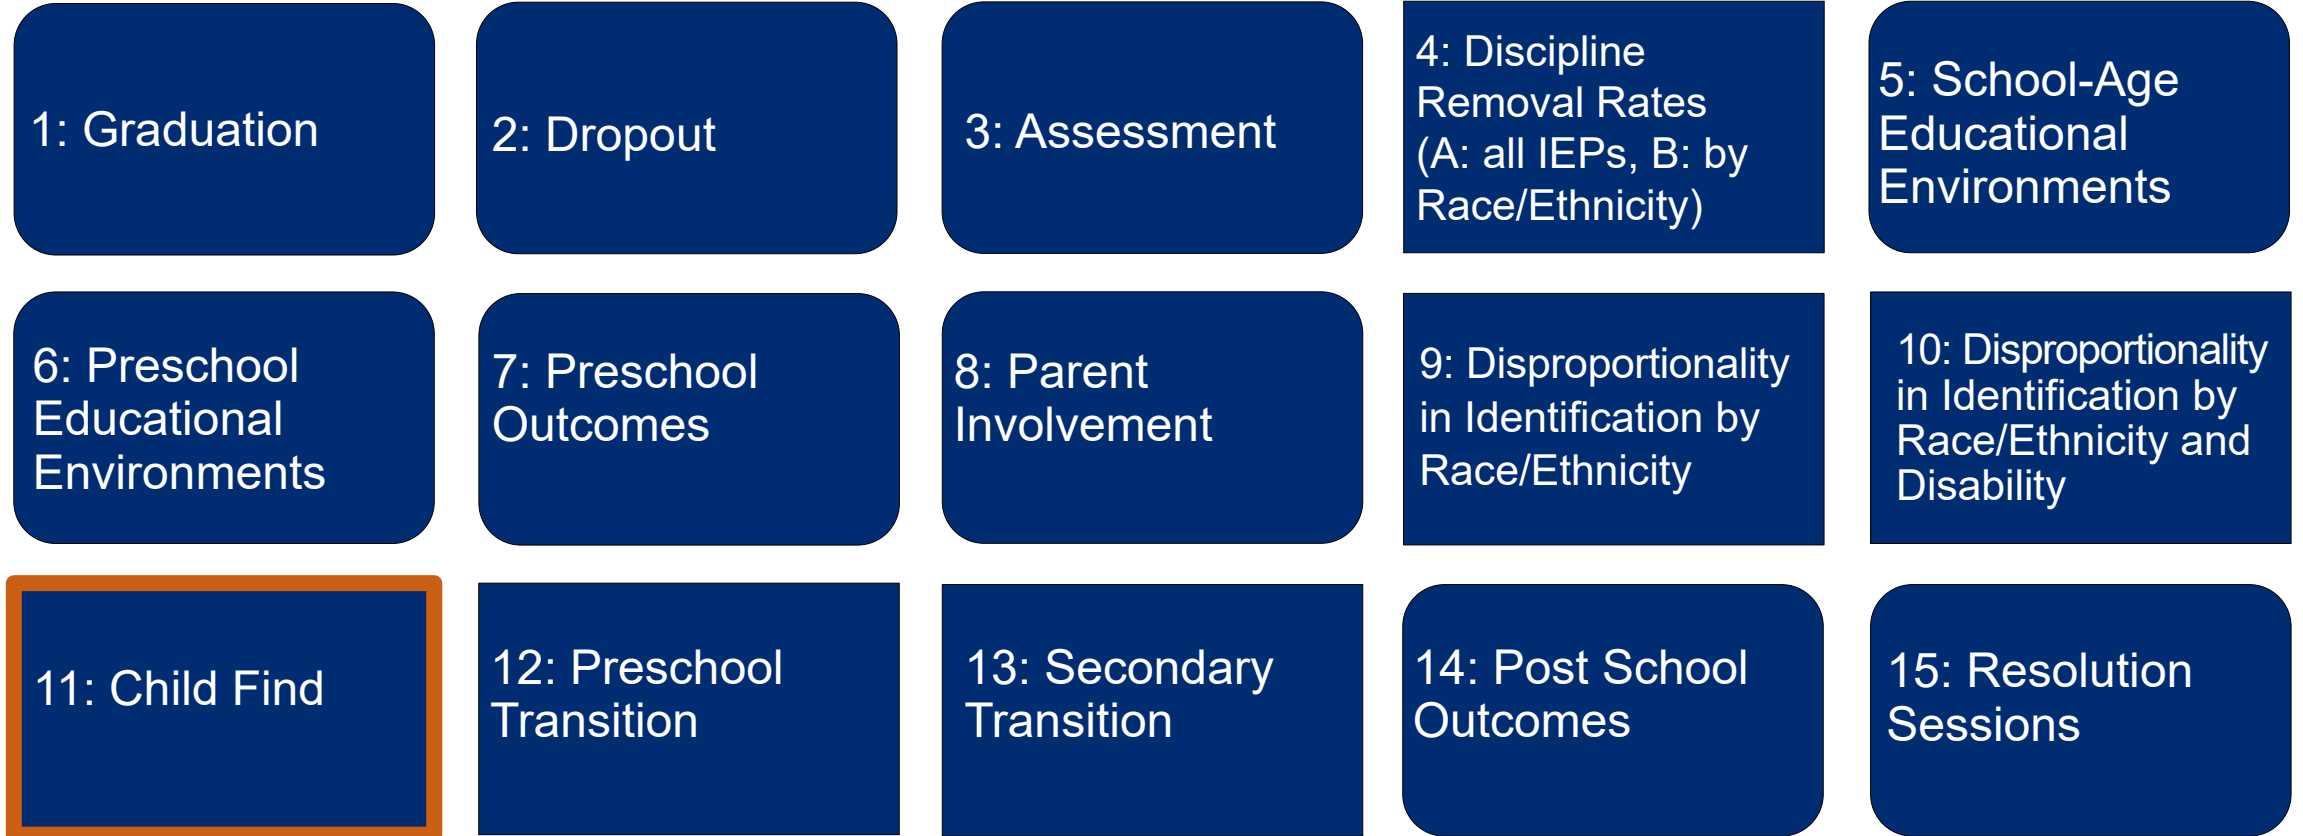 1: Graduation
2: Dropout
3: Assessment
4: Discipline
Removal Rates
(A: all IEPs, B: by
Race/Ethnicity)
5: School-Age
Educational
Environments
6: Preschool
Educational
Environments
7: Preschool
Outcomes
8: Parent
Involvement
9: Disproportionality
in Identification by
Race/Ethnicity
10: Disproportionality
in Identification by
Race/Ethnicity and
Disability
11: Child Find
12: Preschool
Transition
13: Secondary
Transition
14: Post School
Outcomes
15: Resolution
Sessions